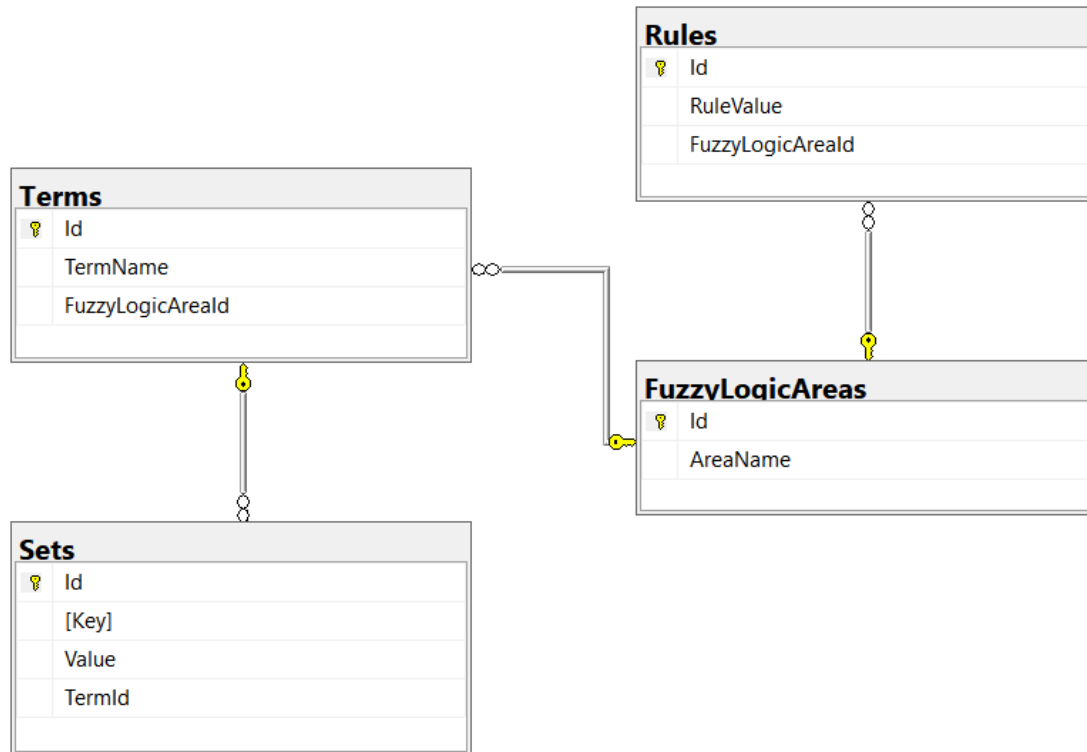 Rules
Id
RuleValue
FuzzyLogicAreaId
Terms
Id
TermName
FuzzyLogicAreaId
FuzzyLogicAreas
Id
AreaName
Sets
Id
[Key]
Value
TermId